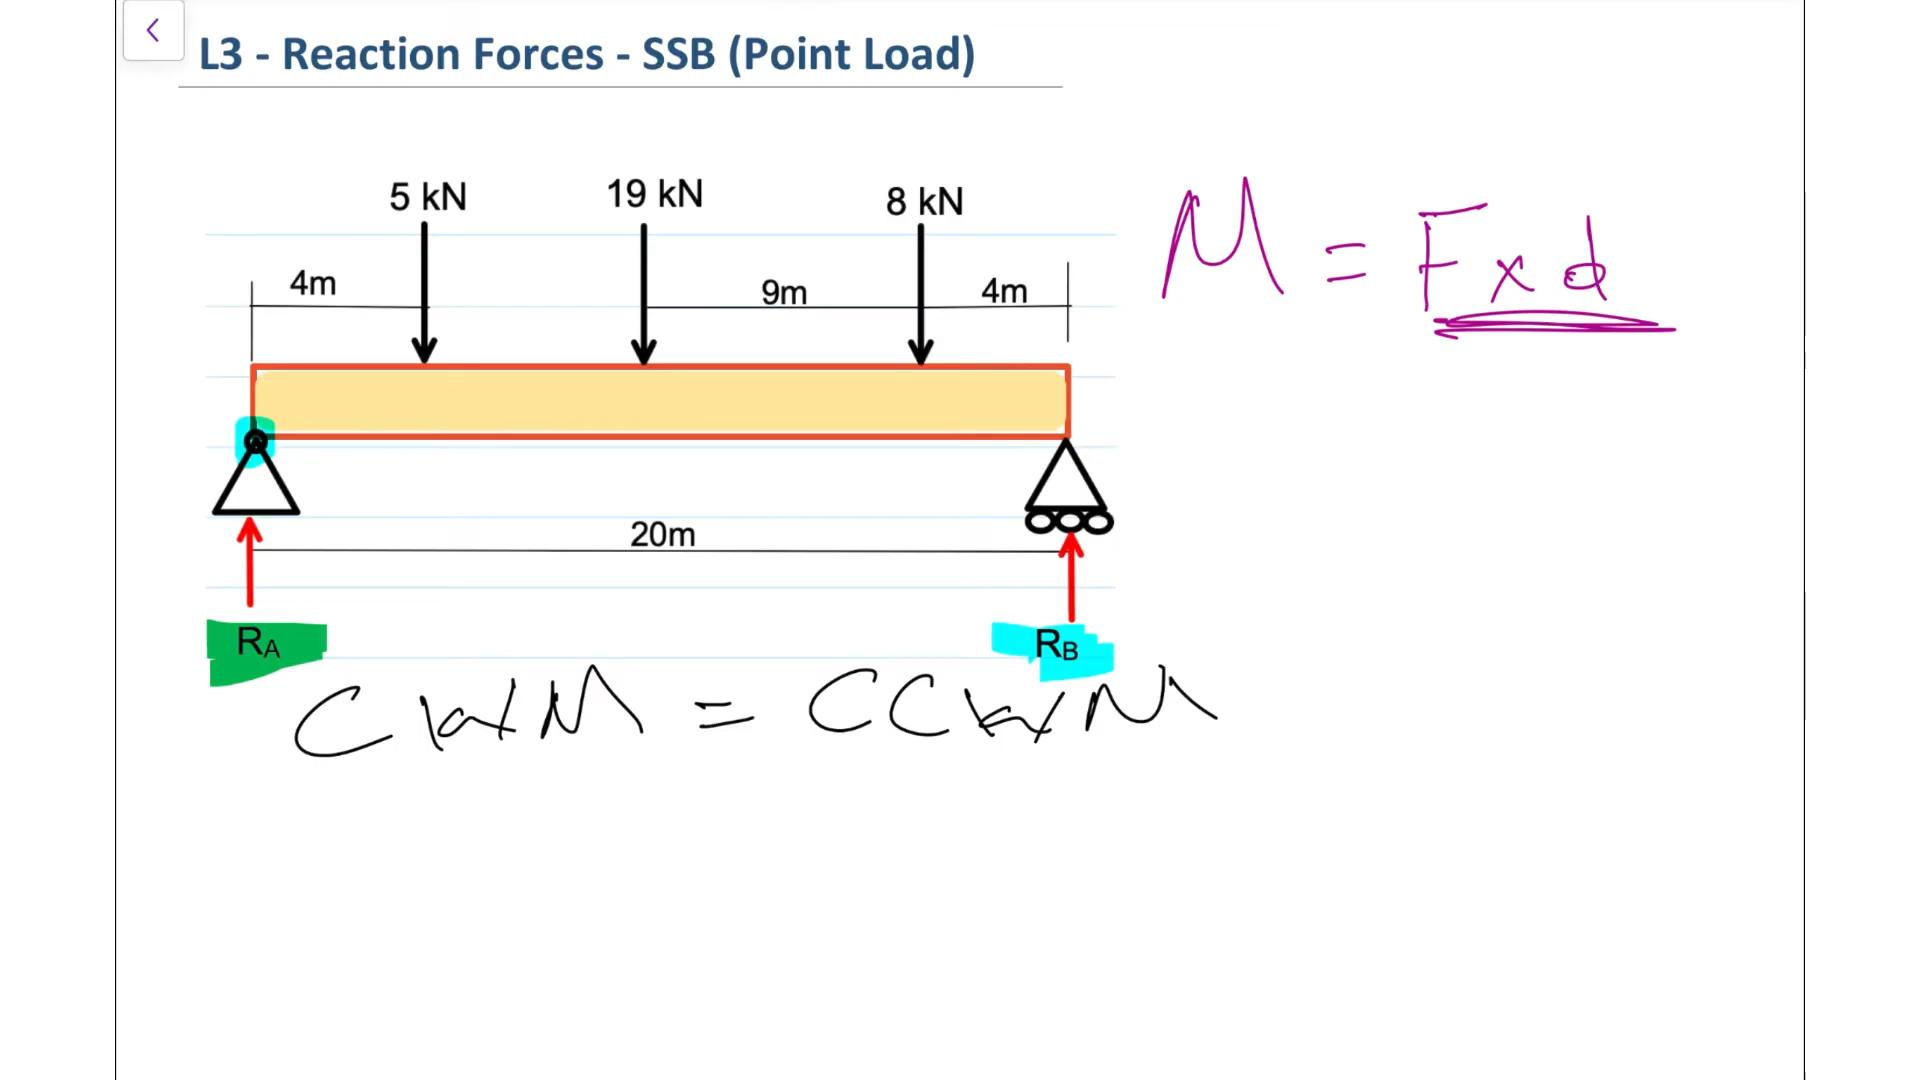 L3 - Reaction Forces - SSB (Point Load)
5 kN 19 kN 8 kN
4m 9m 4m
M = F x d
20m
RA RB
CWM = CCWM